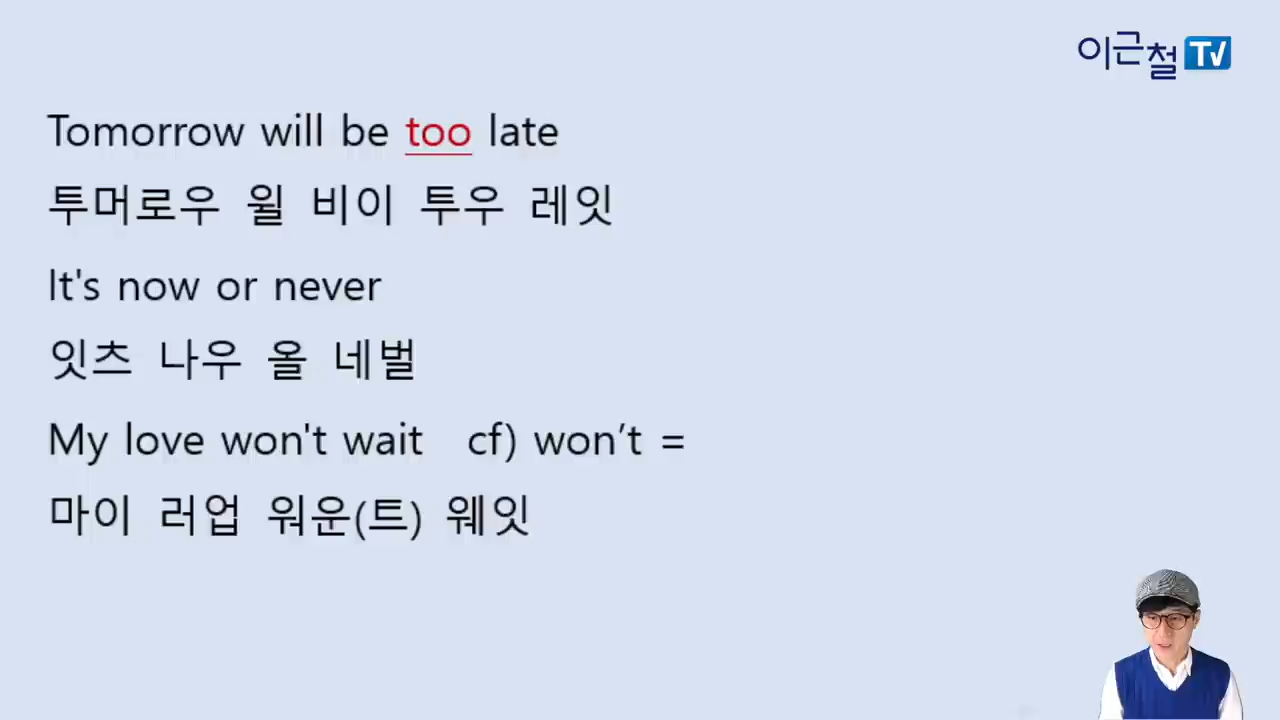 이근철 TV
Tomorrow will be too late
투머로우 윌 비이 투우 레잇
It's now or never
잇츠 나우 올 네벌
My love won't wait cf) won’t =
마이 러업 워운(트) 웨잇